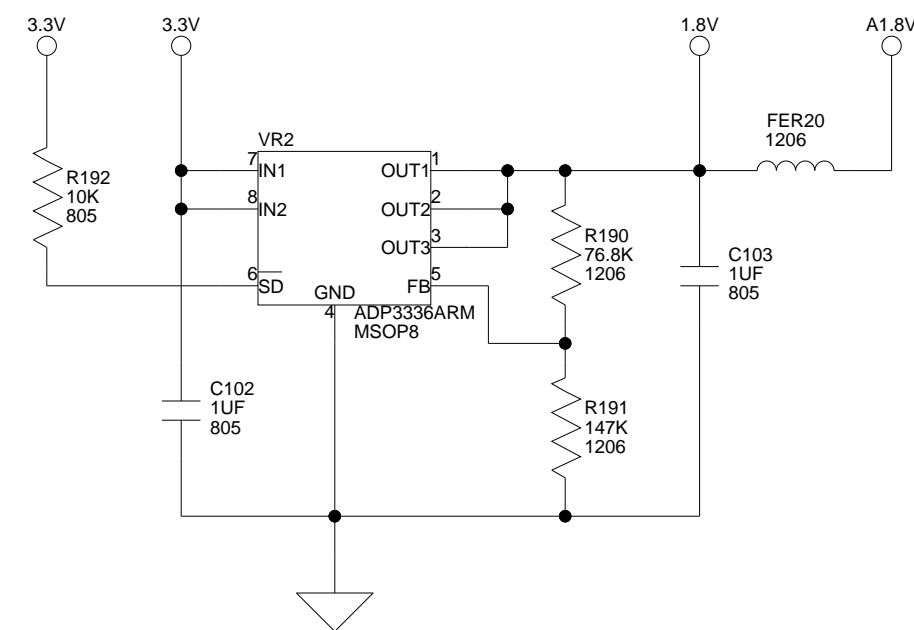 3.3V
3.3V
1.8V
A1.8V
FER20
1206
VR2
7
IN1
8
IN2
6
SD
GND
4
OUT1
1
OUT2
2
OUT3
3
FB
5
ADP3336ARM
MSOP8
R192
10K
805
R190
76.8K
1206
C103
1UF
805
C102
1UF
805
R191
147K
1206